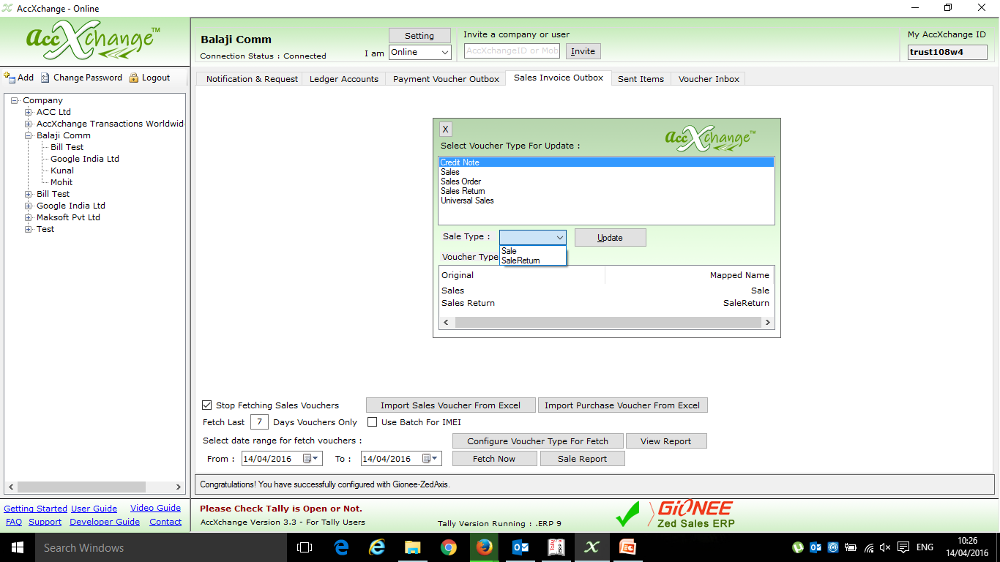 AccXchange - Online
AccXchange™
Add Change Password Logout
Company
ACC Ltd
AccXchange Transactions Worldwid
Balaji Comm
Bill Test
Google India Ltd
Kunal
Mohit
Bill Test
Google India Ltd
Maksoft Pvt Ltd
Test
Balaji Comm
Connection Status : Connected
Setting
I am Online
Invite a company or user
AccXchangeID or Mob Invite
My AccXchange ID
trust108w4
Notification & Request Ledger Accounts Payment Voucher Outbox Sales Invoice Outbox Sent Items Voucher Inbox
X
AccXchange™
Select Voucher Type For Update :
Credit Note
Sales
Sales Order
Sales Return
Universal Sales
Sale Type : Update
Sale
SaleReturn
Voucher Type
Original Mapped Name
Sales Sale
Sales Return SaleReturn
Stop Fetching Sales Vouchers Import Sales Voucher From Excel Import Purchase Voucher From Excel
Fetch Last 7 Days Vouchers Only Use Batch For IMEI
Select date range for fetch vouchers : Configure Voucher Type For Fetch View Report
From : 14/04/2016 To : 14/04/2016 Fetch Now Sale Report
Congratulations! You have successfully configured with Gionee-ZedAxis.
Getting Started User Guide Video Guide
FAQ Support Developer Guide Contact
Please Check Tally is Open or Not.
AccXchange Version 3.3 - For Tally Users
Tally Version Running : .ERP 9
GIONEE
Zed Sales ERP
Search Windows
Tally ERP 9
ENG
10:26
14/04/2016